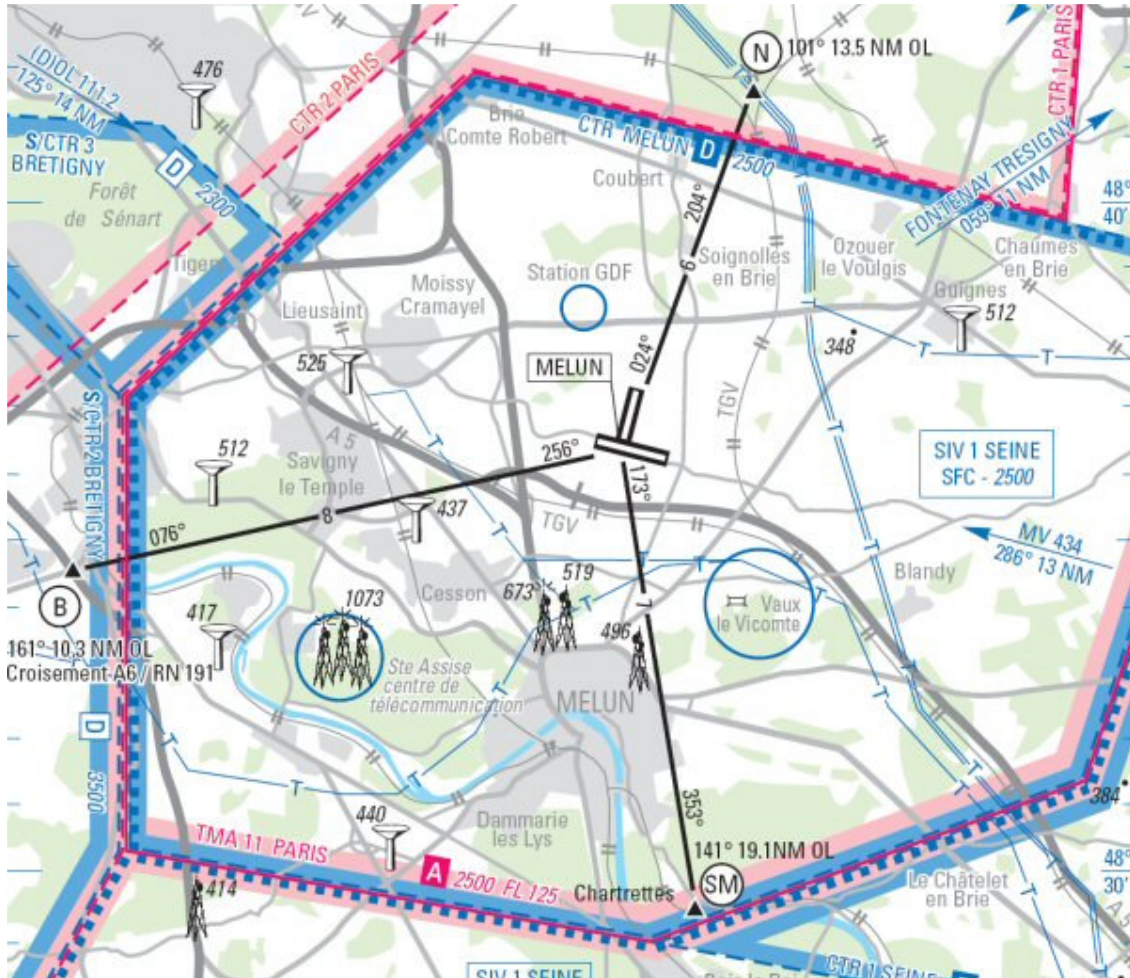 N
101° 13.5 NM OL
CTR 1 PARIS
476
(D)OL 111.2
125° 14 NM
CTR 2 PARIS
S/CTR 3
BRETIGNY
D
2300
Forêt
de Sénart
Brie
Comte Robert
CTR MELUN D 2500
Coubert
FONTENAY TRESIGNY
059° 11 NM
48°
40'
204°
6
024°
Soignolles
en Brie
Ozouer
le Voulgis
Chaumes
en Brie
Guignes
512
Tigery
Lieusaint
Moissy
Cramayel
Station GDF
348
525
MELUN
T
TGV
S/CTR2 BRETIGNY
512
A 5
Savigny
le Temple
256°
173°
SIV 1 SEINE
SFC - 2500
437
8
076°
TGV
MV 434
286° 13 NM
B
161° 10.3 NM OL
Croisement A6 / RN 191
417
1073
Cesson
673
519
496
7
Vaux
le Vicomte
Blandy
Ste Assise
centre de
télécommunication
MELUN
D
3500
T
353°
384
440
Dammarie
les Lys
TMA 11 PARIS
A 2500 FL 125
141° 19.1NM OL
Chartrettes
SM
48°
30'
Le Châtelet
en Brie
A 5
414
SIV 1 SEINE
CTR 1 SEINE